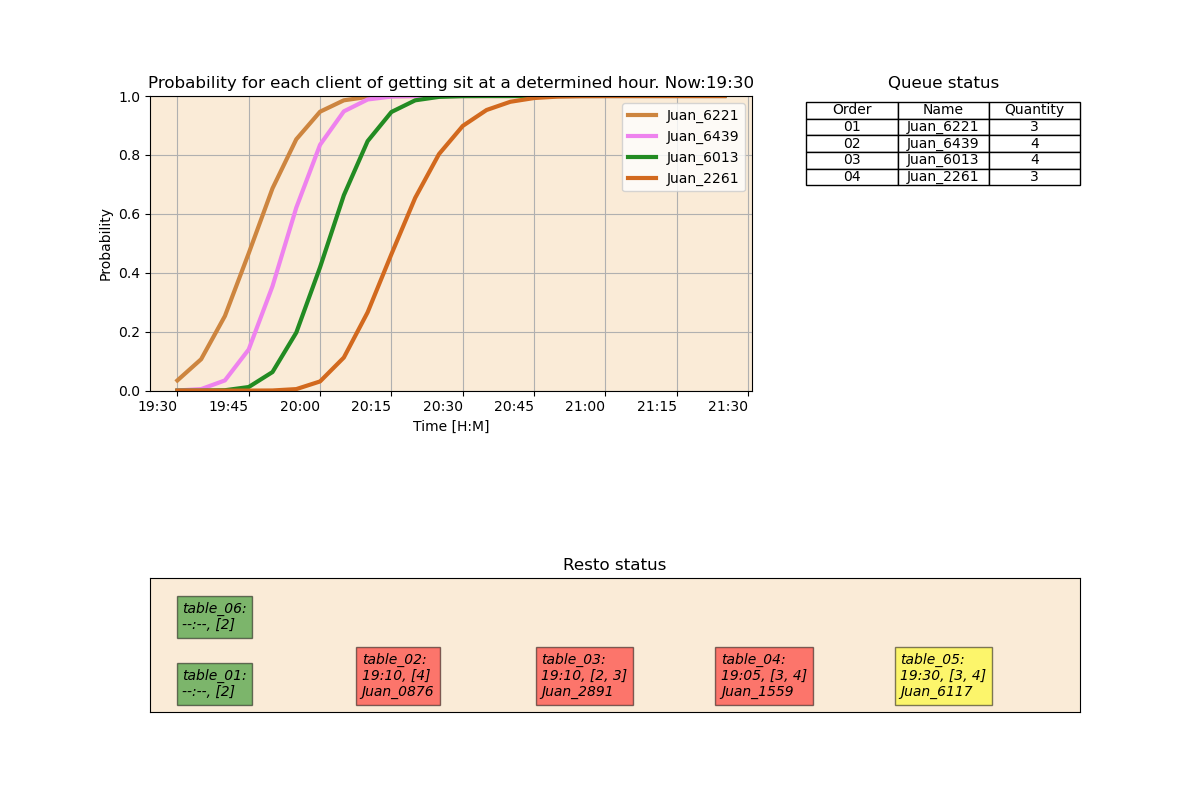 Probability for each client of getting sit at a determined hour. Now:19:30
1.0
0.8
0.6
0.4
0.2
0.0
Probability
19:30 19:45 20:00 20:15 20:30 20:45 21:00 21:15 21:30
Time [H:M]
Juan_6221
Juan_6439
Juan_6013
Juan_2261
Queue status
Order Name Quantity
01 Juan_6221 3
02 Juan_6439 4
03 Juan_6013 4
04 Juan_2261 3
Resto status
table_06:
--:--, [2]
table_01:
--:--, [2]
table_02:
19:10, [4]
Juan_0876
table_03:
19:10, [2, 3]
Juan_2891
table_04:
19:05, [3, 4]
Juan_1559
table_05:
19:30, [3, 4]
Juan_6117